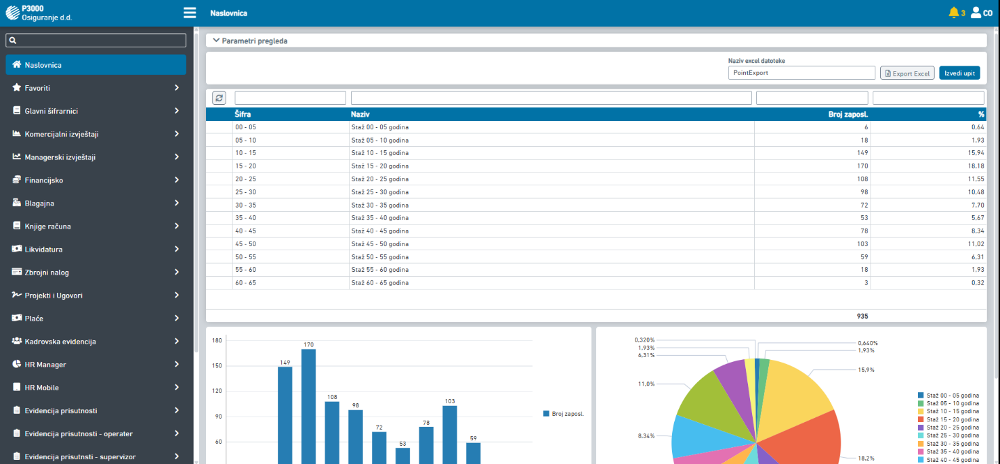 P3000
Osiguranje d.d.
Naslovnica
3
CO
Naslovnica
Favoriti
Glavni šifrarnici
Komercijalni izvještaji
Managerski izvještaji
Financijsko
Blagajna
Knjige računa
Likvidatura
Zbrojni nalog
Projekti i Ugovori
Plaće
Kadrovska evidencija
HR Manager
HR Mobile
Evidencija prisutnosti
Evidencija prisutnosti - operater
Evidencija prisutnsti - supervizor
Parametri pregleda
Naziv excel datoteke
PointExport Export Excel Izvedi upit
Šifra Naziv Broj zaposl. %
00 - 05 Staž 00 - 05 godina 6 0,64
05 - 10 Staž 05 - 10 godina 18 1,93
10 - 15 Staž 10 - 15 godina 149 15,94
15 - 20 Staž 15 - 20 godina 170 18,18
20 - 25 Staž 20 - 25 godina 108 11,55
25 - 30 Staž 25 - 30 godina 98 10,48
30 - 35 Staž 30 - 35 godina 72 7,70
35 - 40 Staž 35 - 40 godina 53 5,67
40 - 45 Staž 40 - 45 godina 78 8,34
45 - 50 Staž 45 - 50 godina 103 11,02
50 - 55 Staž 50 - 55 godina 59 6,31
55 - 60 Staž 55 - 60 godina 18 1,93
60 - 65 Staž 60 - 65 godina 3 0,32
935
180
150
120
90
60
149
170
108
98
72
53
78
103
59
Broj zaposl.
0,320%
1,93%
6,31%
11,0%
8,34%
0,640%
1,93%
15,9%
18,2%
Staž 00 - 05 godina
Staž 05 - 10 godina
Staž 10 - 15 godina
Staž 15 - 20 godina
Staž 20 - 25 godina
Staž 25 - 30 godina
Staž 30 - 35 godina
Staž 35 - 40 godina
Staž 40 - 45 godina